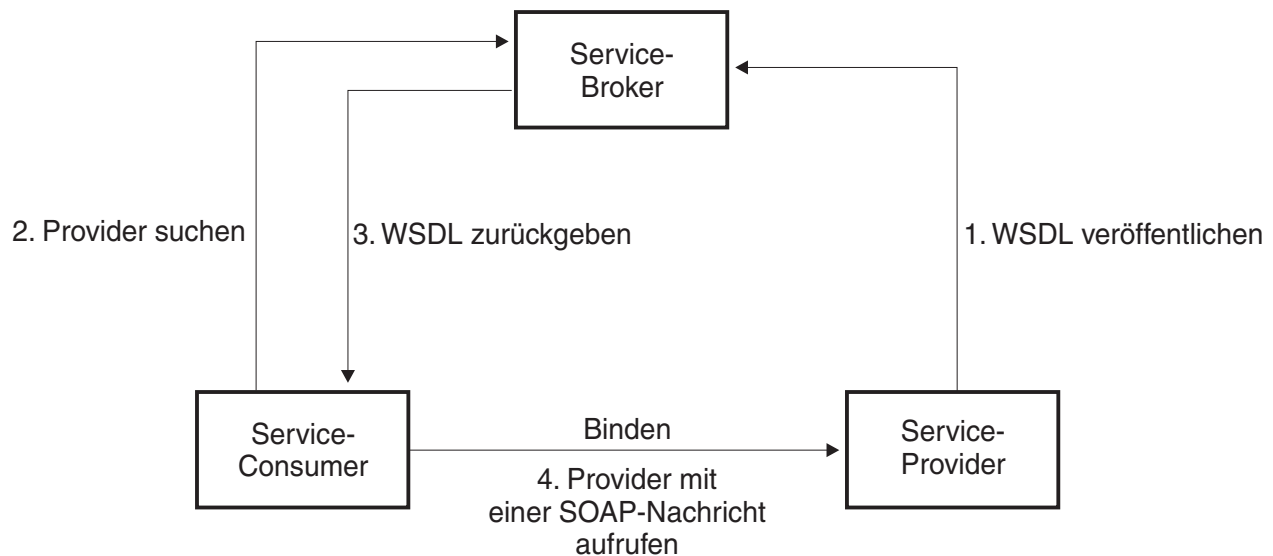 Service-
Broker
2. Provider suchen
3. WSDL zurückgeben
1. WSDL veröffentlichen
Service-
Consumer
Binden
4. Provider mit
einer SOAP-Nachricht
aufrufen
Service-
Provider